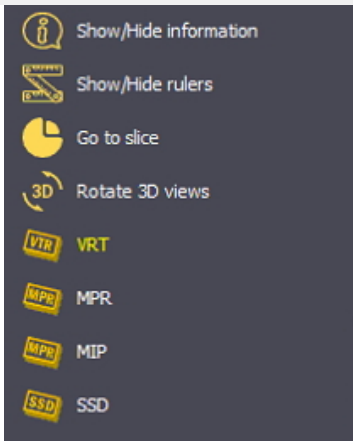 Show/Hide information
Show/Hide rulers
Go to slice
3D Rotate 3D views
VTR VRT
MPR MPR
MPR MIP
SSD SSD